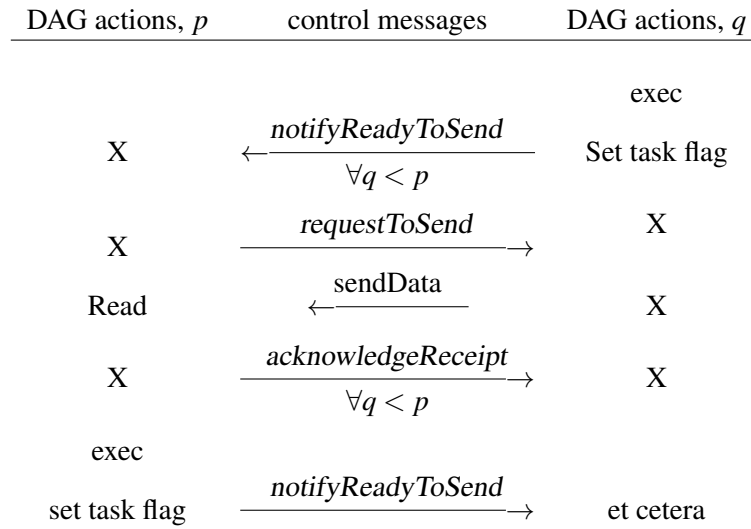 DAG actions, p control messages DAG actions, q
exec
X ← notifyReadyToSend Set task flag
∀q < p
X requestToSend → X
Read ← sendData X
X acknowledgeReceipt → X
∀q < p
exec
set task flag notifyReadyToSend → et cetera